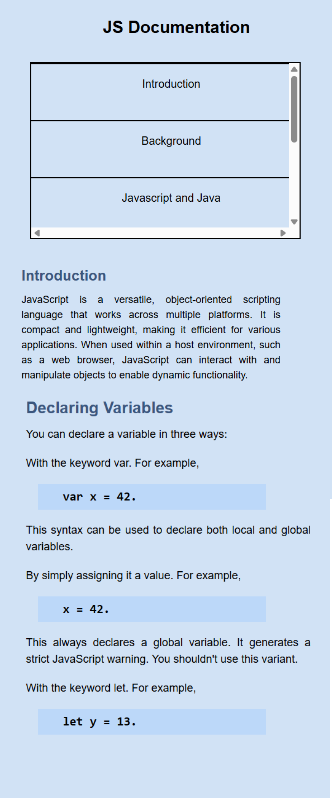 JS Documentation
Introduction
Background
Javascript and Java
Introduction
JavaScript is a versatile, object-oriented scripting
language that works across multiple platforms. It is
compact and lightweight, making it efficient for various
applications. When used within a host environment, such
as a web browser, JavaScript can interact with and
manipulate objects to enable dynamic functionality.
Declaring Variables
You can declare a variable in three ways:
With the keyword var. For example,
var x = 42.
This syntax can be used to declare both local and global
variables.
By simply assigning it a value. For example,
x = 42.
This always declares a global variable. It generates a
strict JavaScript warning. You shouldn't use this variant.
With the keyword let. For example,
let y = 13.